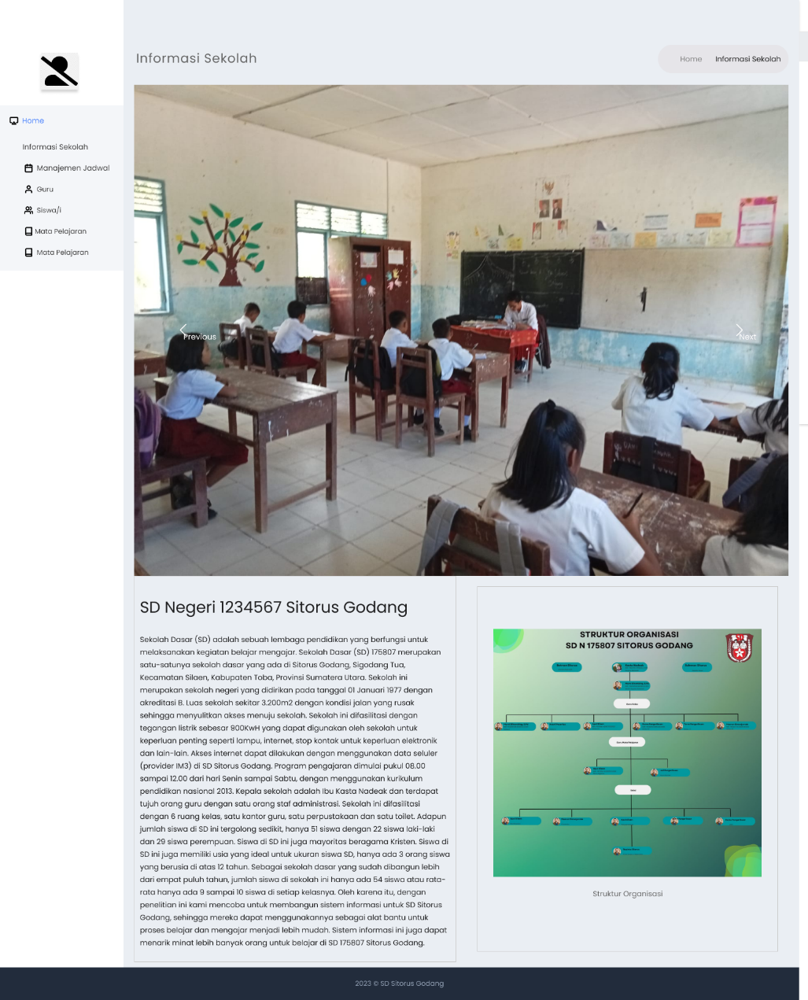 Informasi Sekolah
Home
Informasi Sekolah
Home
Informasi Sekolah
Manajemen Jadwal
Guru
Siswa/i
Mata Pelajaran
Mata Pelajaran
Previous
Next
SD Negeri 1234567 Sitorus Godang
Sekolah Dasar (SD) adalah sebuah lembaga pendidikan yang berfungsi untuk
melaksanakan kegiatan belajar mengajar. Sekolah Dasar (SD) 175807 merupakan
satu-satunya sekolah dasar yang ada di Sitorus Godang, Sigodang Tua,
Kecamatan Silaen, Kabupaten Toba, Provinsi Sumatera Utara. Sekolah ini
merupakan sekolah negeri yang didirikan pada tanggal 01 Januari 1977 dengan
akreditasi B. Luas sekolah sekitar 3.200m2 dengan kondisi jalan yang rusak
sehingga menyulitkan akses menuju sekolah. Sekolah ini difasilitasi dengan
tegangan listrik sebesar 900KwH yang dapat digunakan oleh sekolah untuk
keperluan penting seperti lampu, internet, stop kontak untuk keperluan elektronik
dan lain-lain. Akses internet dapat dilakukan dengan menggunakan data seluler
(provider IM3) di SD Sitorus Godang. Program pengajaran dimulai pukul 08.00
sampai 12.00 dari hari Senin sampai Sabtu, dengan menggunakan kurikulum
pendidikan nasional 2013. Kepala sekolah adalah Ibu Kasta Nadeak dan terdapat
tujuh orang guru dengan satu orang staf administrasi. Sekolah ini difasilitasi
dengan 6 ruang kelas, satu kantor guru, satu perpustakaan dan satu toilet. Adapun
jumlah siswa di SD ini tergolong sedikit, hanya 51 siswa dengan 22 siswa laki-laki
dan 29 siswa perempuan. Siswa di SD ini juga mayoritas beragama Kristen. Siswa di
SD ini juga memiliki usia yang ideal untuk ukuran siswa SD, hanya ada 3 orang siswa
yang berusia di atas 12 tahun. Sebagai sekolah dasar yang sudah dibangun lebih
dari empat puluh tahun, jumlah siswa di sekolah ini hanya ada 54 siswa atau rata-
rata hanya ada 9 sampai 10 siswa di setiap kelasnya. Oleh karena itu, dengan
penelitian ini kami mencoba untuk membangun sistem informasi untuk SD Sitorus
Godang, sehingga mereka dapat menggunakannya sebagai alat bantu untuk
proses belajar dan mengajar menjadi lebih mudah. Sistem informasi ini juga dapat
menarik minat lebih banyak orang untuk belajar di SD 175807 Sitorus Godang.
STRUKTUR ORGANISASI
SD N 175807 SITORUS GODANG
Struktur Organisasi
2023 © SD Sitorus Godang